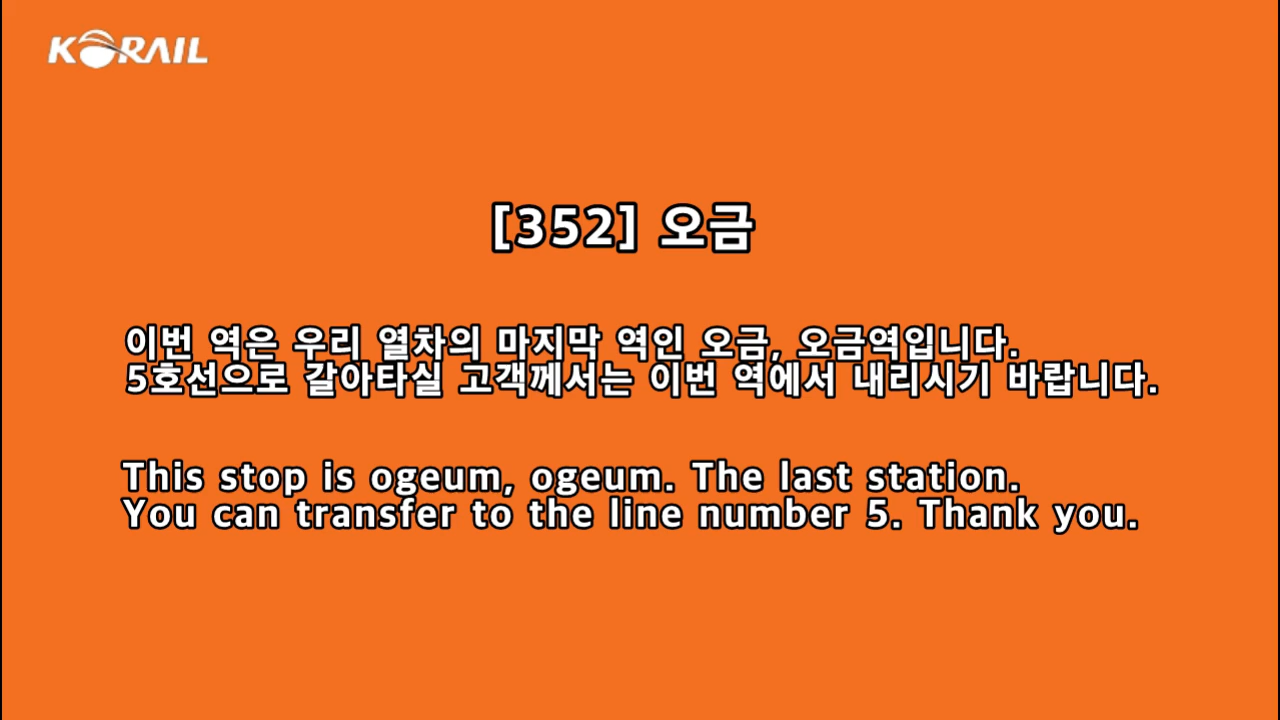 KORAIL
[352] 오금
이번 역은 우리 열차의 마지막 역인 오금, 오금역입니다.
5호선으로 갈아타실 고객께서는 이번 역에서 내리시기 바랍니다.
This stop is ogeum, ogeum. The last station.
You can transfer to the line number 5. Thank you.